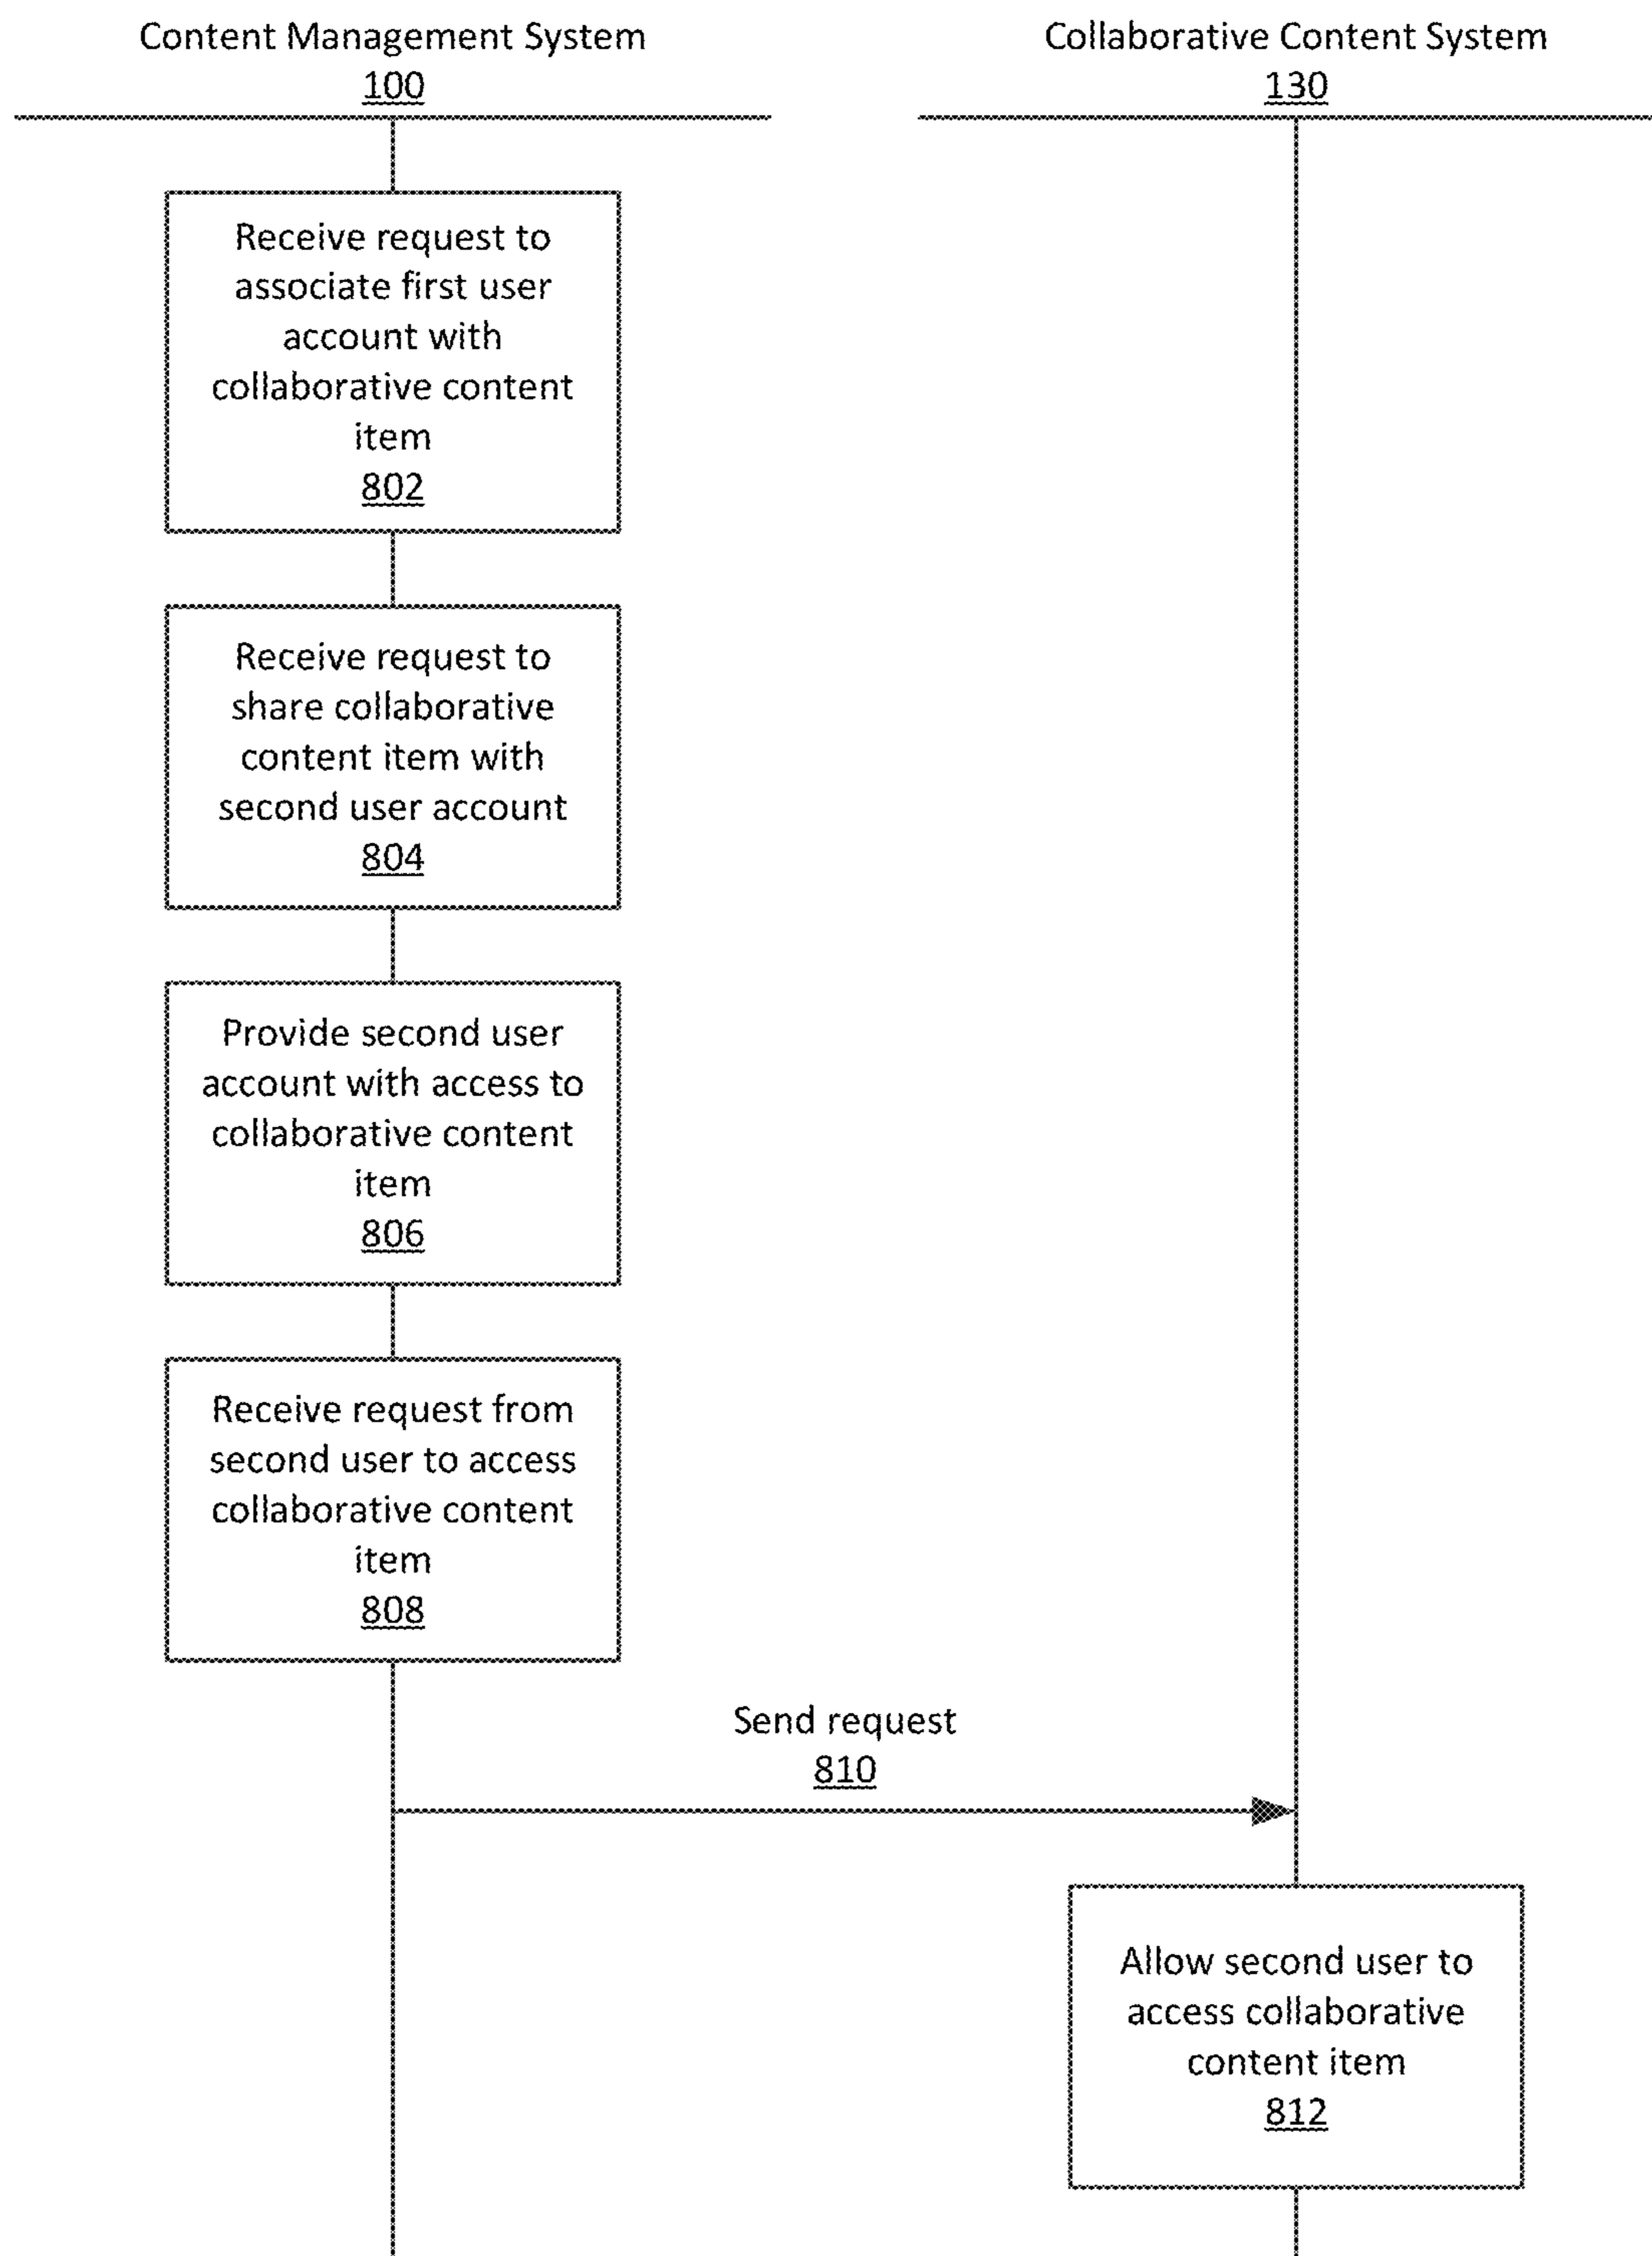 Content Management System
100
Collaborative Content System
130
Receive request to
associate first user
account with
collaborative content
item
802
Receive request to
share collaborative
content item with
second user account
804
Provide second user
account with access to
collaborative content
item
806
Receive request from
second user to access
collaborative content
item
808
Send request
810
Allow second user to
access collaborative
content item
812